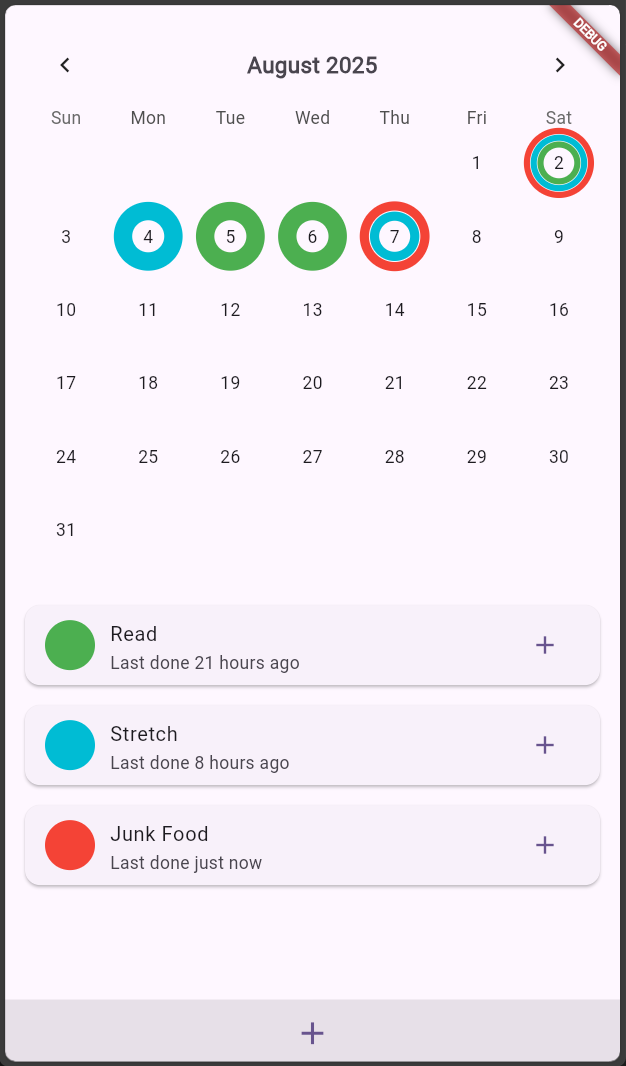 DEBUG
August 2025
Sun Mon Tue Wed Thu Fri Sat
1 2
3 4 5 6 7 8 9
10 11 12 13 14 15 16
17 18 19 20 21 22 23
24 25 26 27 28 29 30
31
Read
Last done 21 hours ago
Stretch
Last done 8 hours ago
Junk Food
Last done just now